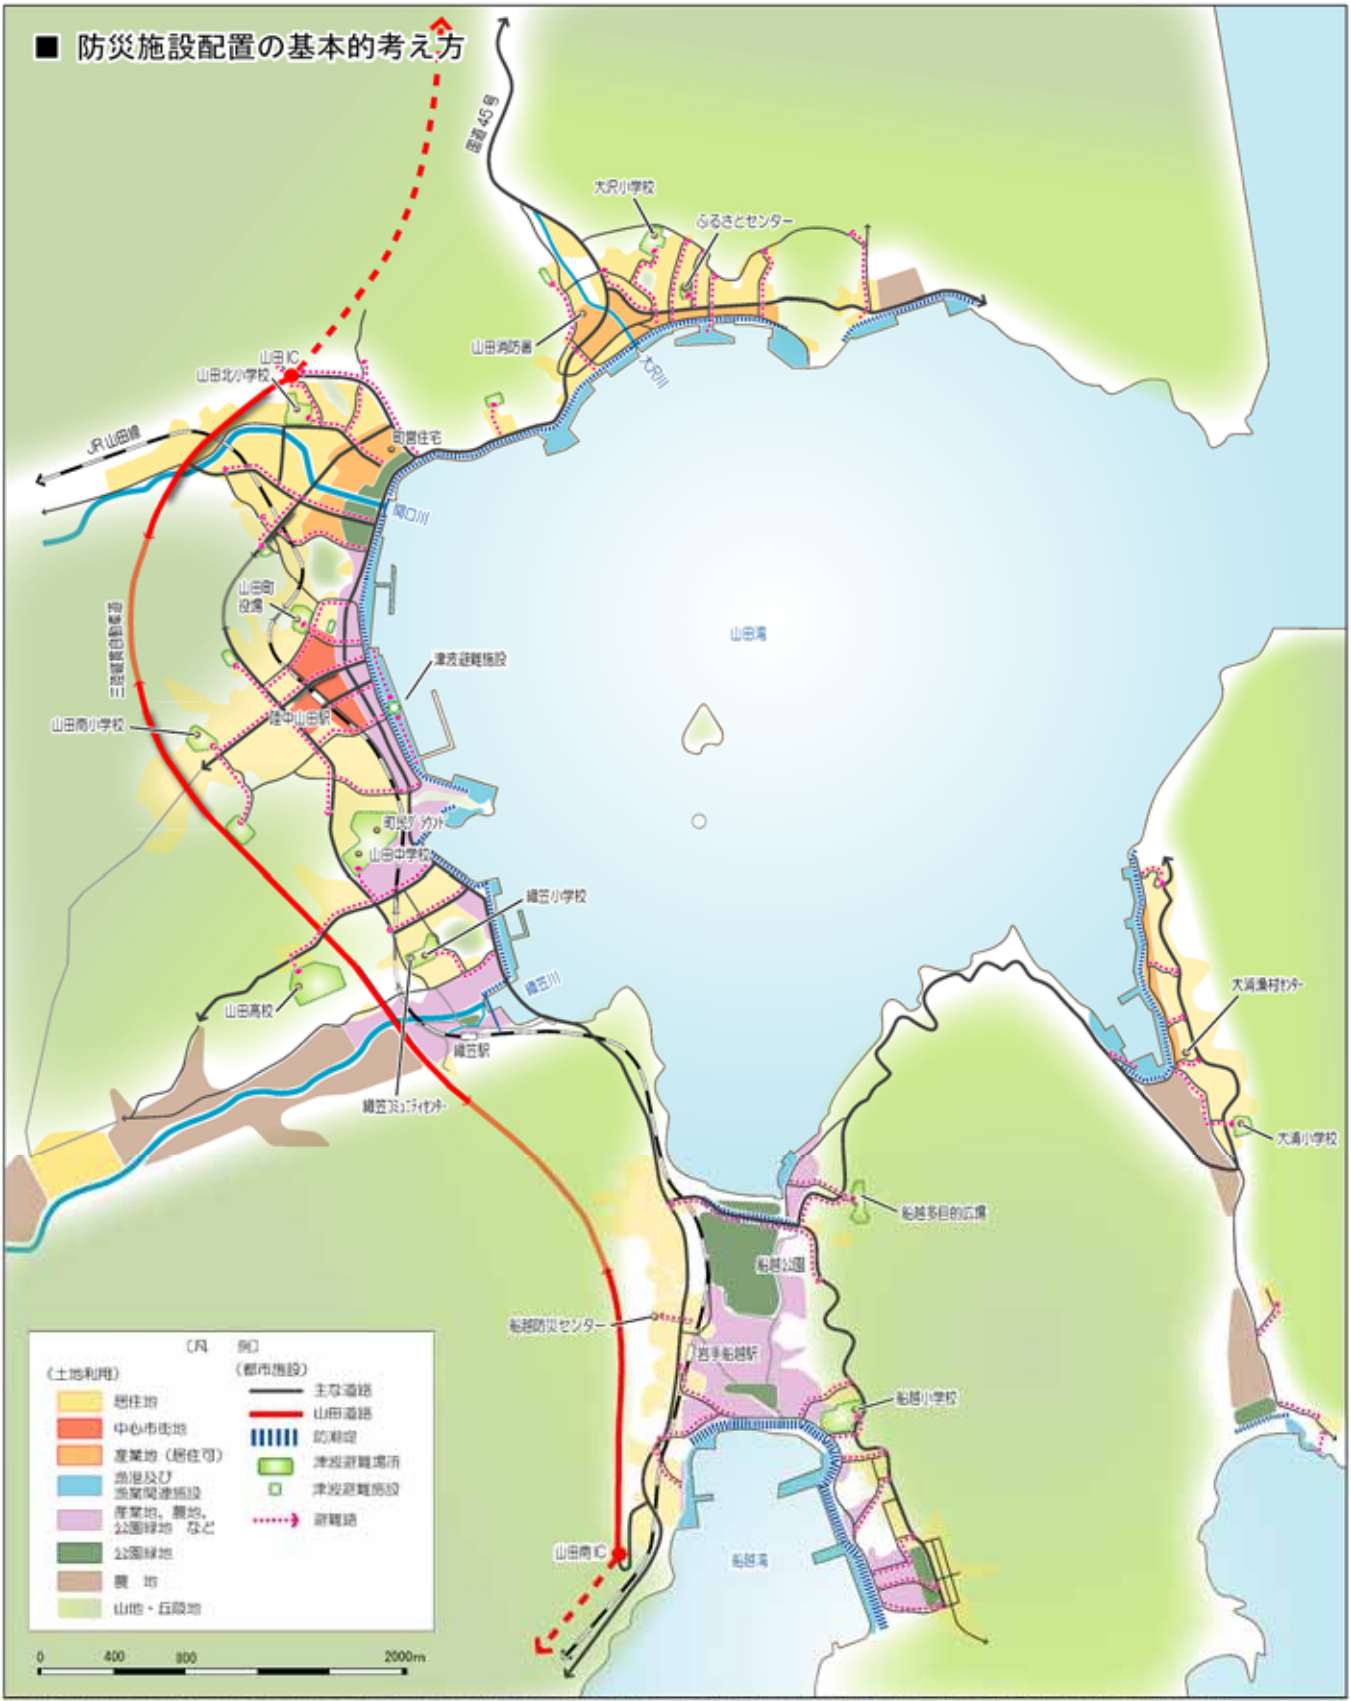 ■ 防災施設配置の基本的考え方
国道45号
大沢小学校
ふるさとセンター
山田消防署
大沢川
山田IC
山田北小学校
JR山田線
町営住宅
関口川
山田町
役場
三陸縦貫自動車道
山田湾
津波避難施設
陸中山田駅
山田南小学校
町民グラウンド
山田中学校
織笠小学校
織笠川
山田高校
織笠駅
織笠コミュニティセンター
大浦漁村センター
大浦小学校
船越多目的広場
船越公園
船越防災センター
岩手船越駅
船越小学校
山田南IC
船越湾
〔凡 例〕
（土地利用）
居住地
中心市街地
産業地（居住可）
漁港及び
漁業関連施設
産業地、農地、
公園緑地 など
公園緑地
農 地
山地・丘陵地
（都市施設）
主な道路
山田道路
防潮堤
津波避難場所
津波避難施設
避難路
0 400 800 2000m